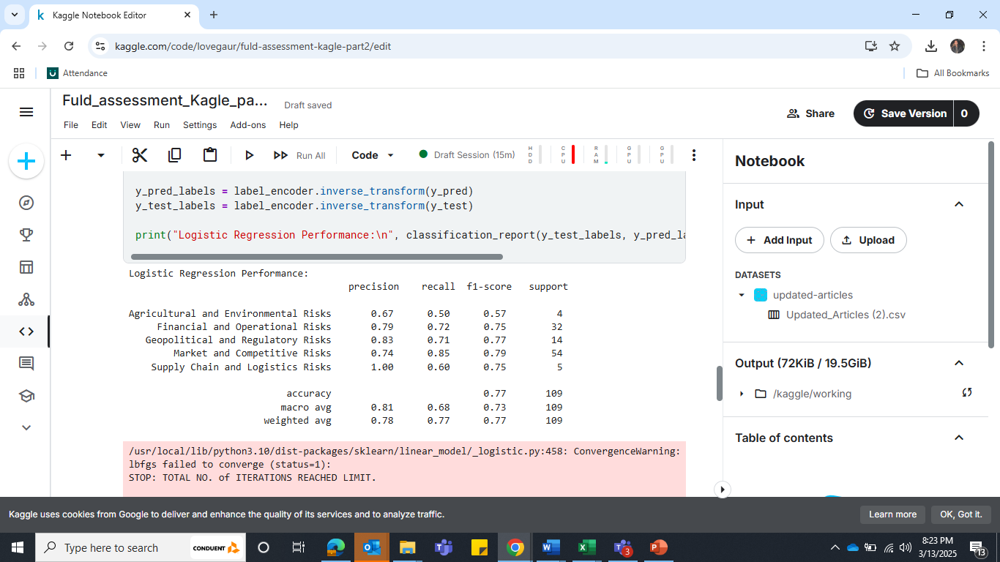 Kaggle Notebook Editor
kaggle.com/code/lovegaur/fuld-assessment-kagle-part2/edit
Attendance
All Bookmarks
Fuld_assessment_Kagle_pa...
Draft saved
File Edit View Run Settings Add-ons Help
Share
Save Version 0
Run All
Code
Draft Session (15m)
HDD
CPU
RAM
GPU
GPU
y_pred_labels = label_encoder.inverse_transform(y_pred)
y_test_labels = label_encoder.inverse_transform(y_test)
print("Logistic Regression Performance:\n", classification_report(y_test_labels, y_pred_la
Logistic Regression Performance:
precision recall f1-score support
Agricultural and Environmental Risks 0.67 0.50 0.57 4
Financial and Operational Risks 0.79 0.72 0.75 32
Geopolitical and Regulatory Risks 0.83 0.71 0.77 14
Market and Competitive Risks 0.74 0.85 0.79 54
Supply Chain and Logistics Risks 1.00 0.60 0.75 5
accuracy 0.77 109
macro avg 0.81 0.68 0.73 109
weighted avg 0.78 0.77 0.77 109
/usr/local/lib/python3.10/dist-packages/sklearn/linear_model/_logistic.py:458: ConvergenceWarning:
lbfgs failed to converge (status=1):
STOP: TOTAL NO. of ITERATIONS REACHED LIMIT.
Notebook
Input
Add Input
Upload
DATASETS
updated-articles
Updated_Articles (2).csv
Output (72KiB / 19.5GiB)
/kaggle/working
Table of contents
Kaggle uses cookies from Google to deliver and enhance the quality of its services and to analyze traffic.
Learn more
OK, Got it.
Type here to search
CONDUENT
3
8:23 PM
3/13/2025
13